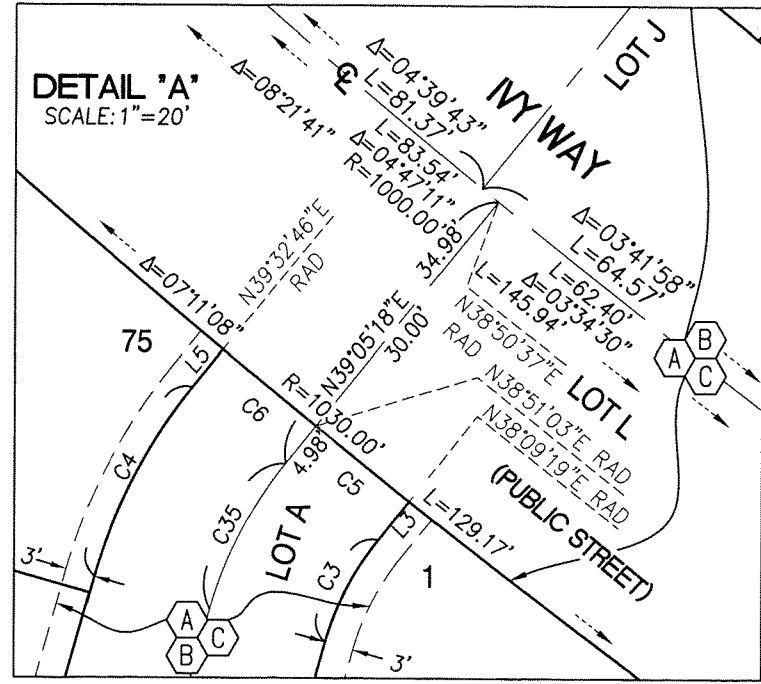 DETAIL "A"
SCALE: 1"=20'
℄
Δ=04°39'43"
L=81.37'
L=83.54'
Δ=04°47'11"
R=1000.00'
Δ=08°21'41"
IVY WAY
LOT J
Δ=03°41'58"
L=64.57'
L=62.40'
Δ=03°34'30"
L=145.94'
N38°50'37"E
RAD
34.98'
N39°05'18"E
30.00'
N39°32'46"E
RAD
Δ=07°11'08"
75
L5
C4
C6
R=1030.00'
4.98'
C5
C35
LOT A
C3
L3
1
L=129.17'
N38°51'03"E RAD
N38°09'19"E RAD
LOT L
(PUBLIC STREET)
B
A
C
3'
A
C
B
3'